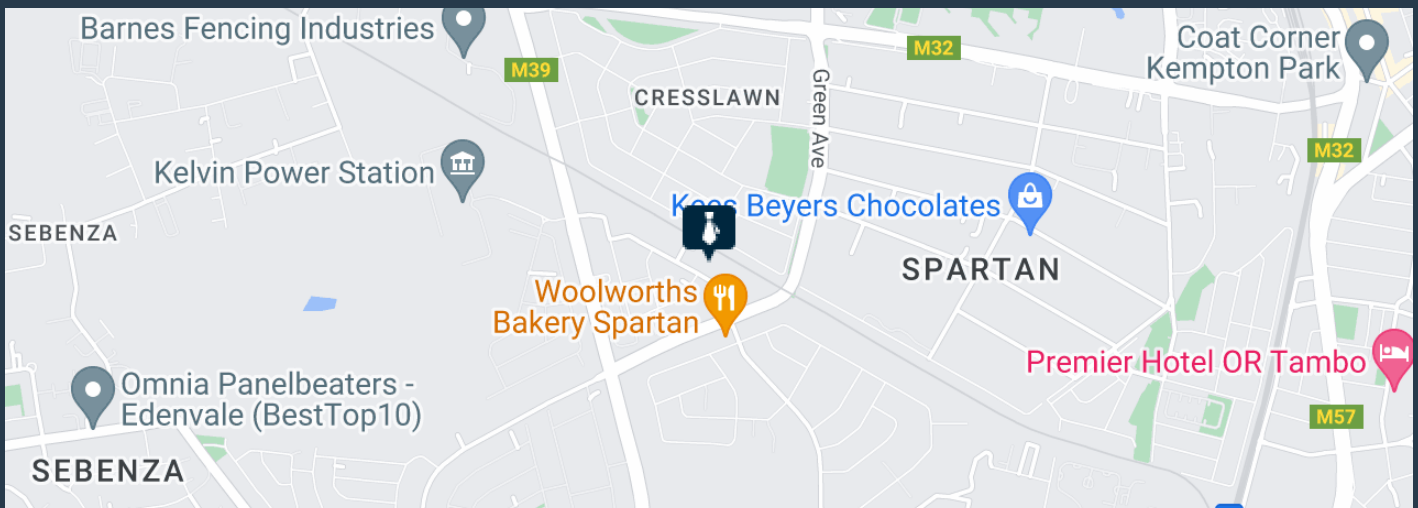 Barnes Fencing Industries
M39
M32
Coat Corner
Kempton Park
CRESSLAWN
Green Ave
M32
Kelvin Power Station
Kees Beyers Chocolates
SEBENZA
SPARTAN
Woolworths
Bakery Spartan
Premier Hotel OR Tambo
Omnia Panelbeaters -
Edenvale (BestTop10)
M57
SEBENZA